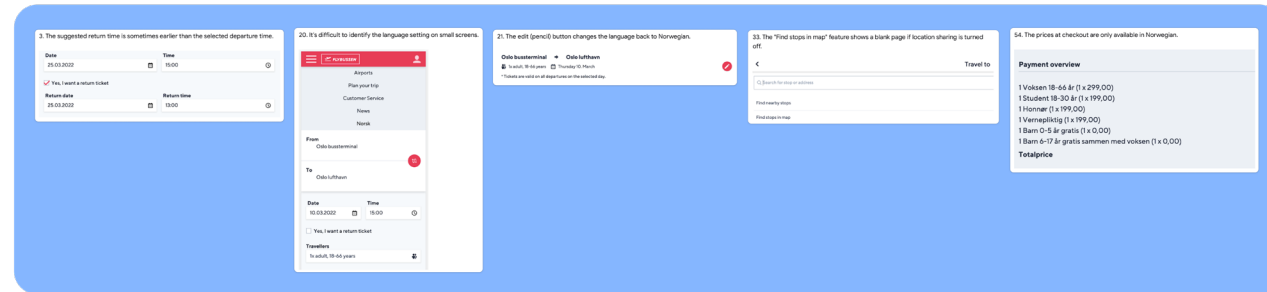 3. The suggested return time is sometimes earlier than the selected departure time.
Date Time
25.03.2022 15:00
Yes, I want a return ticket
Return date Return time
25.03.2022 13:00
20. It's difficult to identify the language setting on small screens.
FLYBUSSEN
Airports
Plan your trip
Customer Service
News
Norsk
From
Oslo bussterminal
To
Oslo lufthavn
Date Time
10.03.2022 15:00
Yes, I want a return ticket
Travellers
1x adult, 18-66 years
21. The edit (pencil) button changes the language back to Norwegian.
Oslo bussterminal → Oslo lufthavn
1x adult, 18-66 years Thursday 10. March
*Tickets are valid on all departures on the selected day.
33. The "Find stops in map" feature shows a blank page if location sharing is turned
off.
Travel to
Search for stop or address
Find nearby stops
Find stops in map
54. The prices at checkout are only available in Norwegian.
Payment overview
1 Voksen 18-66 år (1 x 299,00)
1 Student 18-30 år (1 x 199,00)
1 Honnør (1 x 199,00)
1 Vernepliktig (1 x 199,00)
1 Barn 0-5 år gratis (1 x 0,00)
1 Barn 6-17 år gratis sammen med voksen (1 x 0,00)
Totalprice